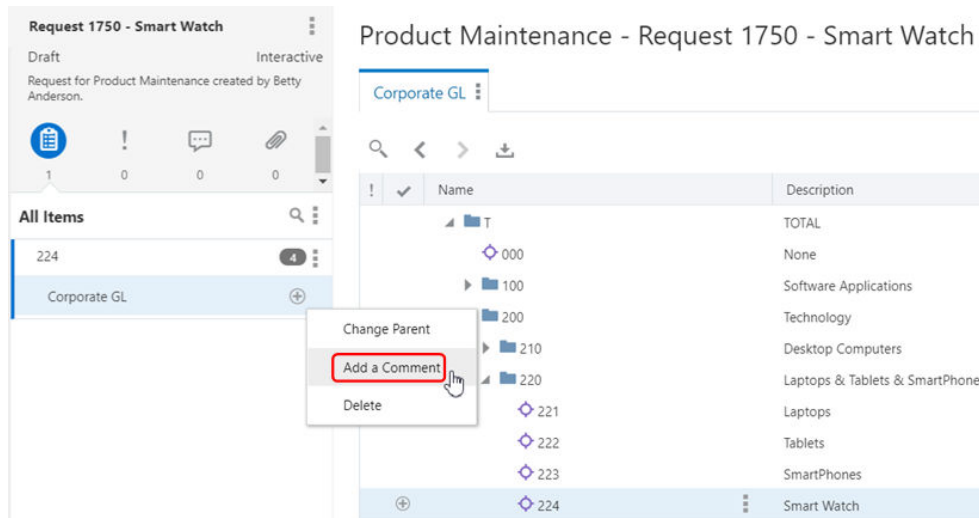 Request 1750 - Smart Watch
Draft Interactive
Request for Product Maintenance created by Betty
Anderson.
1 0 0 0
All Items
224 4
Corporate GL
Change Parent
Add a Comment
Delete
Product Maintenance - Request 1750 - Smart Watch
Corporate GL
! Name Description
T TOTAL
000 None
100 Software Applications
200 Technology
210 Desktop Computers
220 Laptops & Tablets & SmartPhone
221 Laptops
222 Tablets
223 SmartPhones
224 Smart Watch